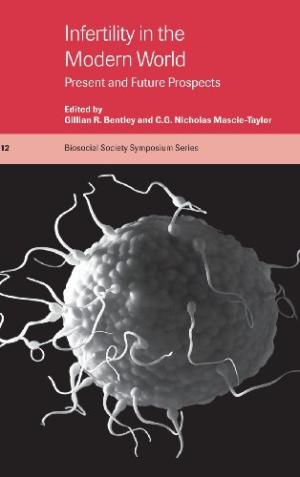 Infertility in the
Modern World
Present and Future Prospects
Edited by
Gillian R. Bentley and C.G. Nicholas Mascie-Taylor
12
Biosocial Society Symposium Series